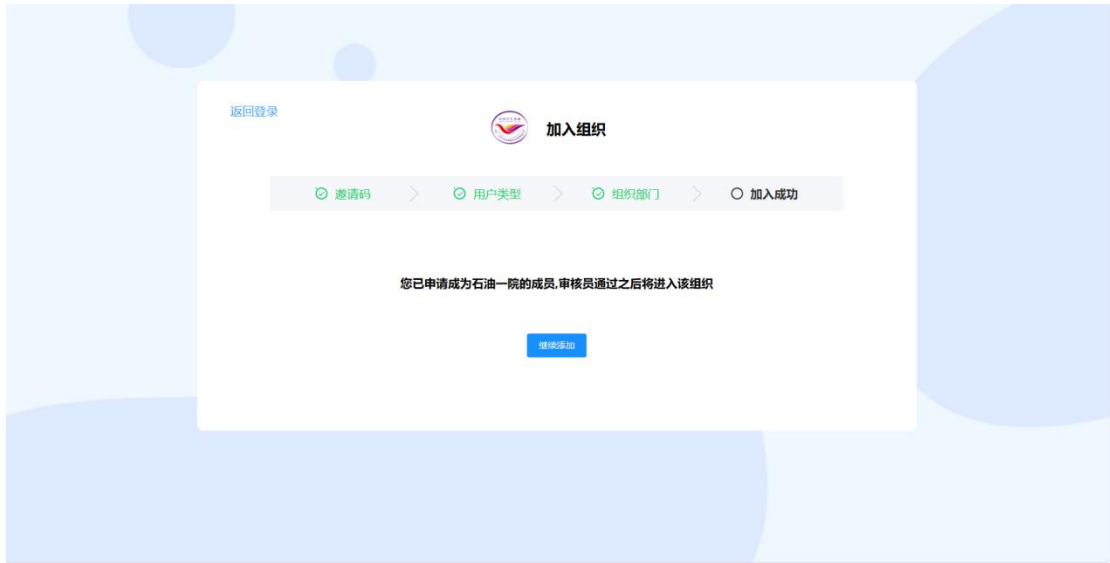 返回登录
加入组织
邀请码
用户类型
组织部门
加入成功
您已申请成为石油一院的成员,审核员通过之后将进入该组织
继续添加